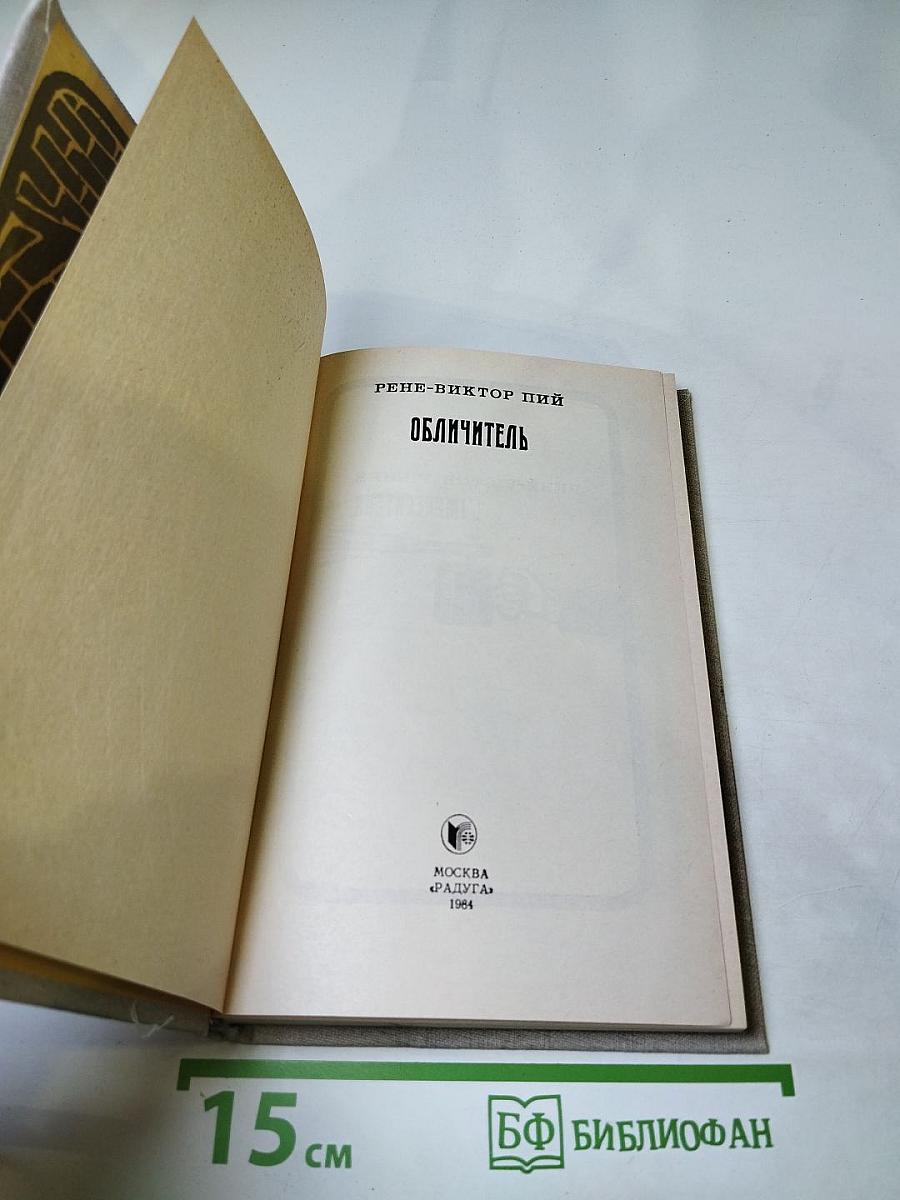 РЕНЕ-ВИКТОР ПИЙ
ОБЛИЧИТЕЛЬ
МОСКВА
«РАДУГА»
1984
15 см
БФ БИБЛИОФАН